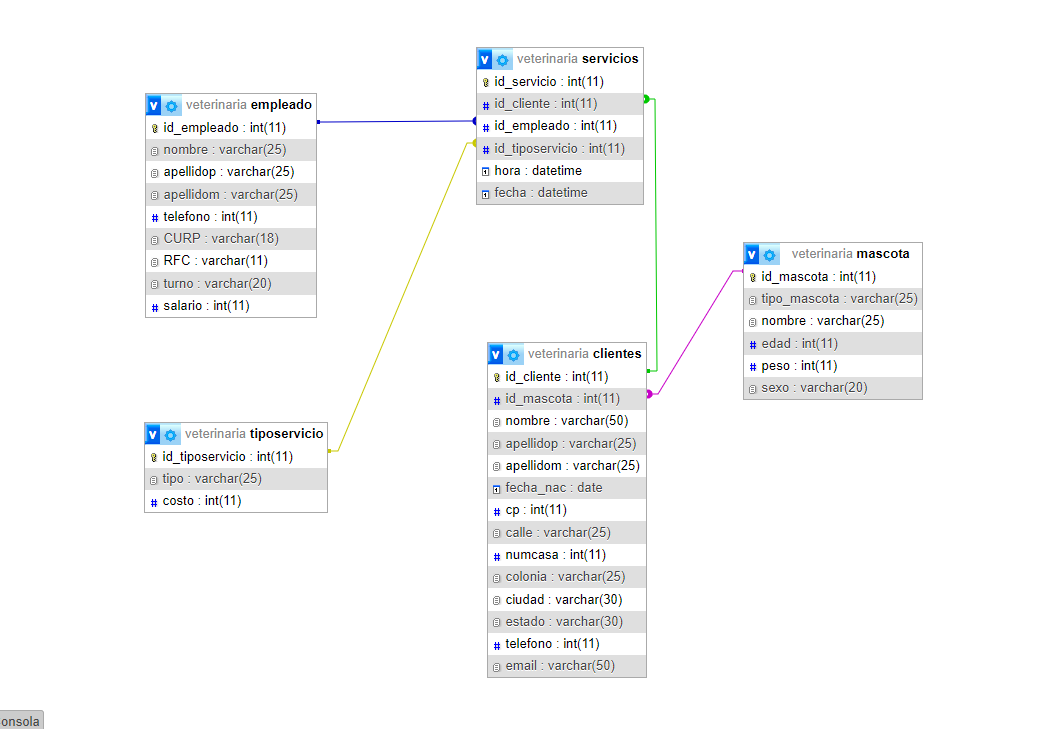 veterinaria servicios
id_servicio : int(11)
id_cliente : int(11)
id_empleado : int(11)
id_tiposervicio : int(11)
hora : datetime
fecha : datetime
veterinaria empleado
id_empleado : int(11)
nombre : varchar(25)
apellidop : varchar(25)
apellidom : varchar(25)
telefono : int(11)
CURP : varchar(18)
RFC : varchar(11)
turno : varchar(20)
salario : int(11)
veterinaria mascota
id_mascota : int(11)
tipo_mascota : varchar(25)
nombre : varchar(25)
edad : int(11)
peso : int(11)
sexo : varchar(20)
veterinaria clientes
id_cliente : int(11)
id_mascota : int(11)
nombre : varchar(50)
apellidop : varchar(25)
apellidom : varchar(25)
fecha_nac : date
cp : int(11)
calle : varchar(25)
numcasa : int(11)
colonia : varchar(25)
ciudad : varchar(30)
estado : varchar(30)
telefono : int(11)
email : varchar(50)
veterinaria tiposervicio
id_tiposervicio : int(11)
tipo : varchar(25)
costo : int(11)
onsola